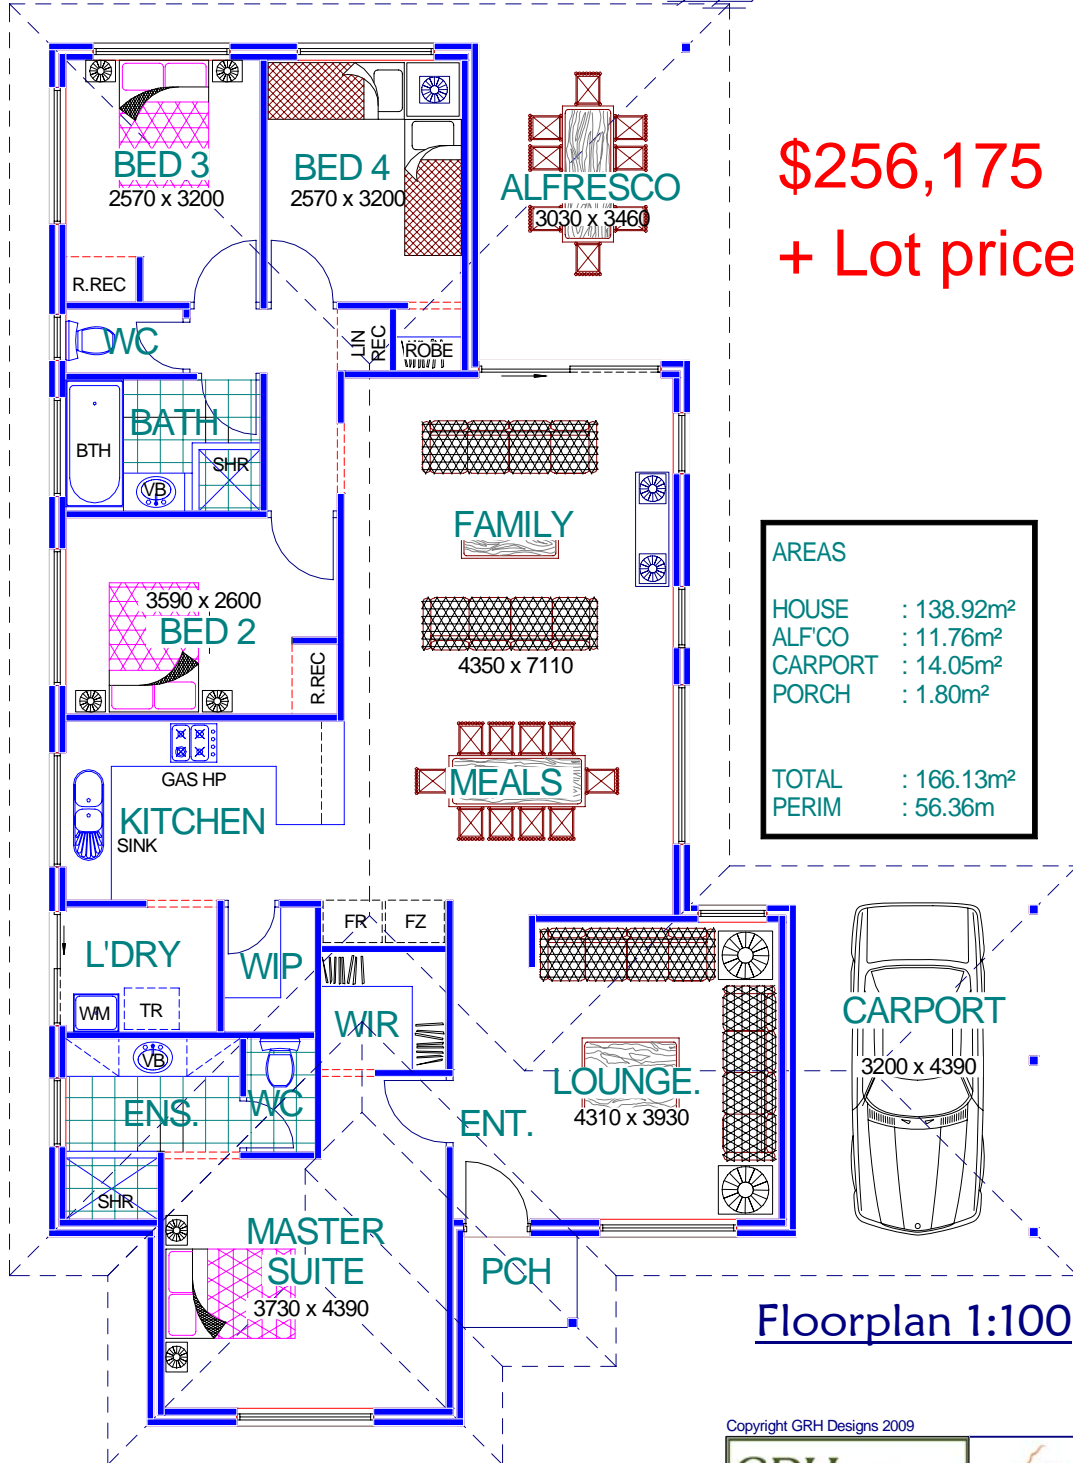 BED 3
2570 x 3200
BED 4
2570 x 3200
ALFRESCO
3030 x 3460
$256,175
+ Lot price
R.REC
WC
LIN
REC
ROBE
BATH
BTH
SHR
VB
FAMILY
3590 x 2600
BED 2
4350 x 7110
R.REC
AREAS
HOUSE : 138.92m²
ALF'CO : 11.76m²
CARPORT : 14.05m²
PORCH : 1.80m²
TOTAL : 166.13m²
PERIM : 56.36m
GAS HP
MEALS
KITCHEN
SINK
FR
FZ
L'DRY
WIP
WM
TR
WIR
CARPORT
3200 x 4390
VB
LOUNGE.
4310 x 3930
ENS.
WC
ENT.
SHR
MASTER
SUITE
3730 x 4390
PCH
Floorplan 1:100
Copyright GRH Designs 2009